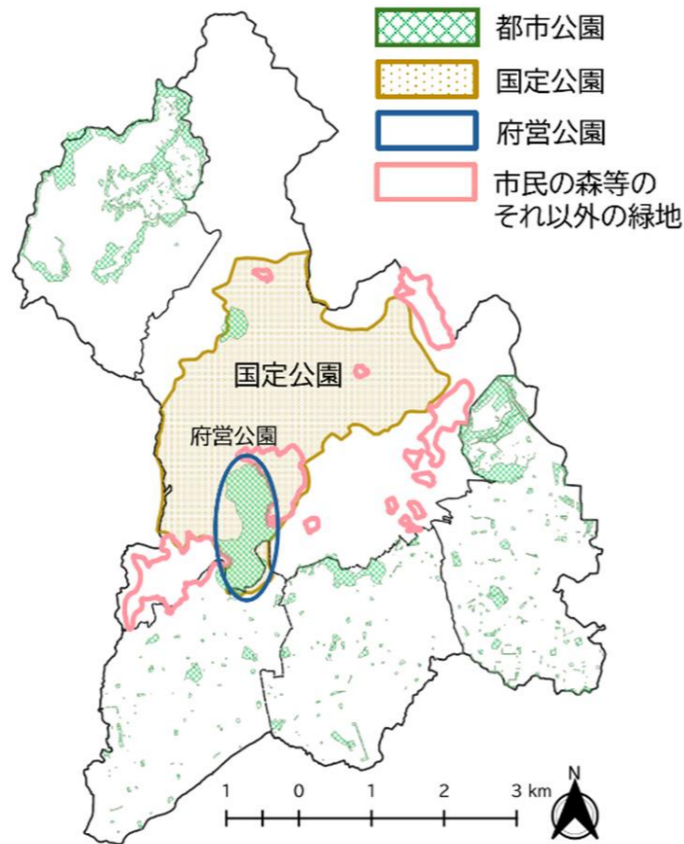 都市公園
国定公園
府営公園
市民の森等の
それ以外の緑地
国定公園
府営公園
1 0 1 2 3 km
N